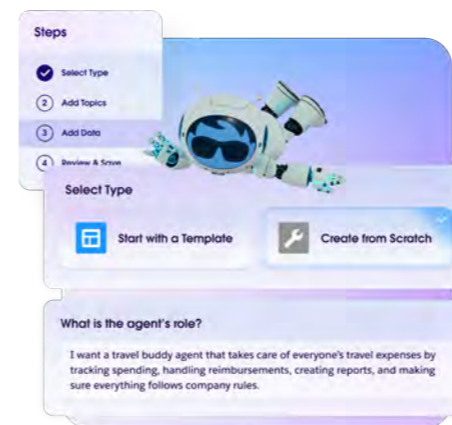 Steps
Select Type
2 Add Topics
3 Add Data
4 Review & Save
Select Type
Start with a Template
Create from Scratch
What is the agent's role?
I want a travel buddy agent that takes care of everyone's travel expenses by
tracking spending, handling reimbursements, creating reports, and making
sure everything follows company rules.